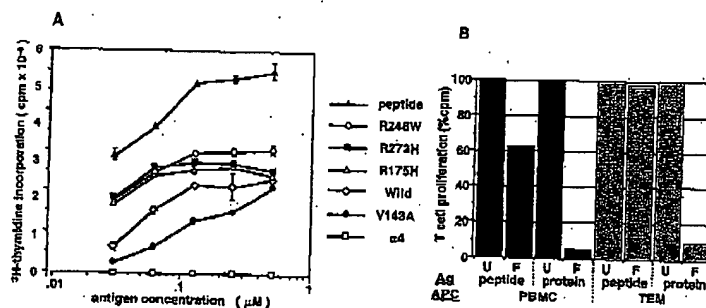 A
³H-thymidine incorporation ( cpm x 10⁻⁴ )
6
5
4
3
2
1
0
.01
.1
1
antigen concentration ( μM )
peptide
R248W
R273H
R175H
Wild
V143A
α4
B
T cell proliferation (%cpm)
100
80
60
40
20
0
U F U F U F U F
Ag peptide protein peptide protein
APC PBMC TEM